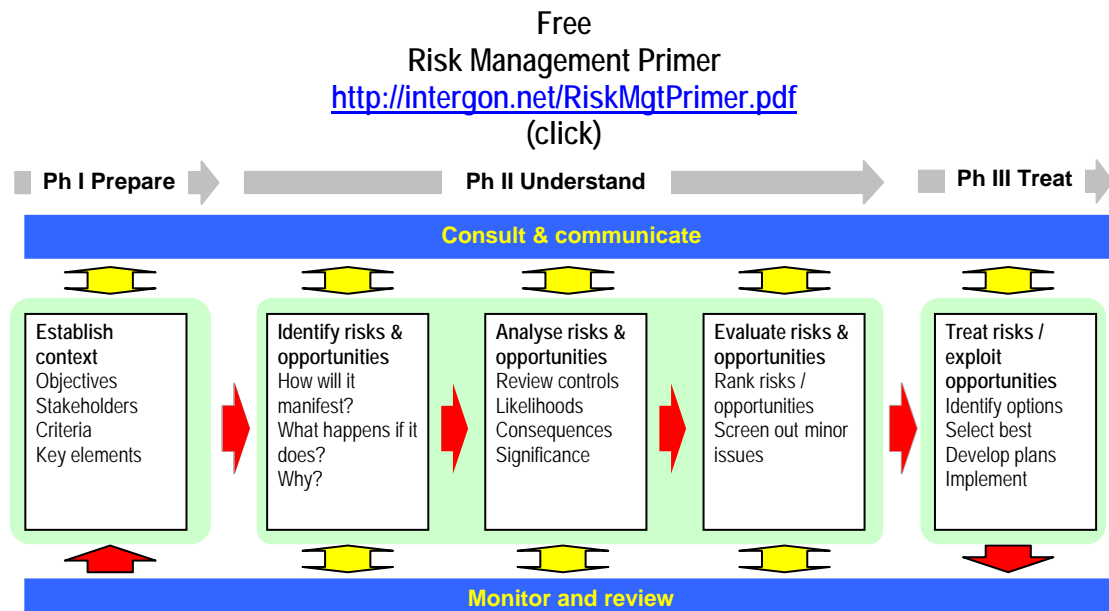 Free
Risk Management Primer
http://intergon.net/RiskMgtPrimer.pdf
(click)
Ph I Prepare
Ph II Understand
Ph III Treat
Consult & communicate
Establish
context
Objectives
Stakeholders
Criteria
Key elements
Identify risks &
opportunities
How will it
manifest?
What happens if it
does?
Why?
Analyse risks &
opportunities
Review controls
Likelihoods
Consequences
Significance
Evaluate risks &
opportunities
Rank risks /
opportunities
Screen out minor
issues
Treat risks /
exploit
opportunities
Identify options
Select best
Develop plans
Implement
Monitor and review